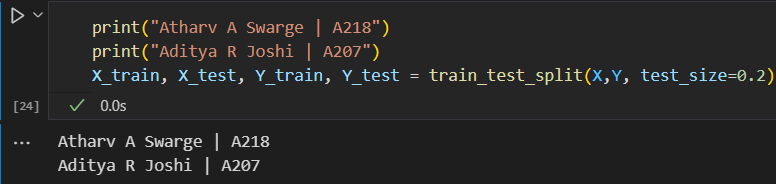 print("Atharv A Swarge | A218")
print("Aditya R Joshi | A207")
X_train, X_test, Y_train, Y_test = train_test_split(X,Y, test_size=0.2)
[24] 0.0s
... Atharv A Swarge | A218
Aditya R Joshi | A207